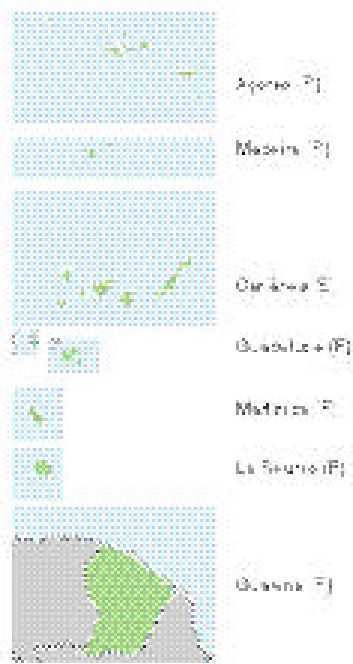 Açores (P)
Madeira (P)
Canarias (E)
Guadeloupe (F)
Martinique (F)
La Réunion (F)
Guyane (F)